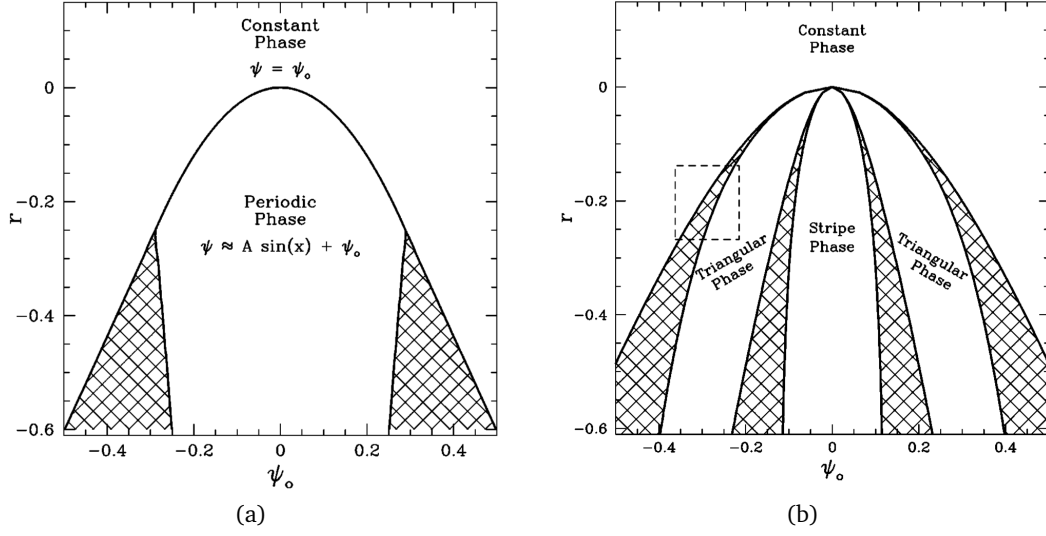 Constant
Phase
ψ = ψₒ
Periodic
Phase
ψ ≈ A sin(x) + ψₒ
r
0
−0.2
−0.4
−0.6
−0.4
−0.2
0
0.2
0.4
ψₒ
(a)
Constant
Phase
Stripe
Phase
Triangular
Phase
Triangular
Phase
r
0
−0.2
−0.4
−0.6
−0.4
−0.2
0
0.2
0.4
ψₒ
(b)